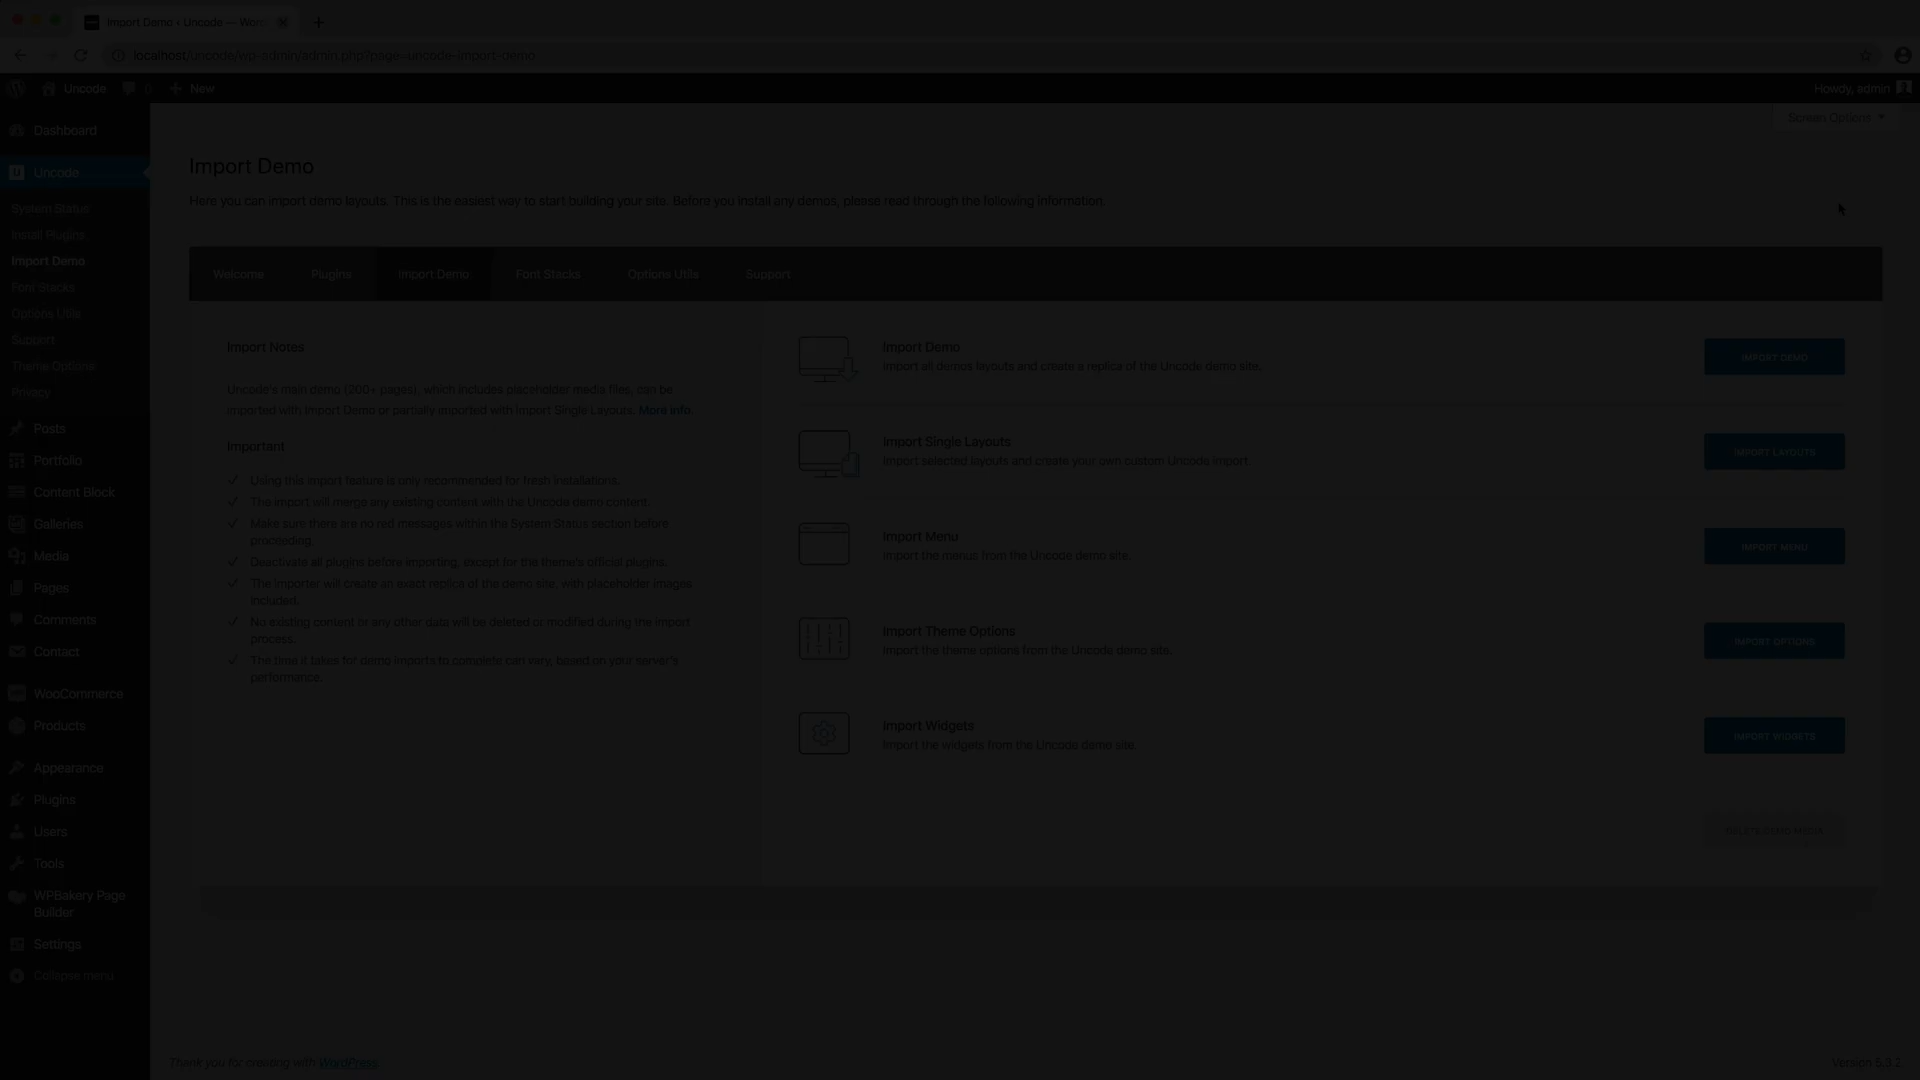 Import Demo ‹ Uncode — Word
localhost/uncode/wp-admin/admin.php?page=uncode-import-demo
Uncode
0
New
Howdy, admin
Screen Options
Dashboard
Uncode
System Status
Install Plugins
Import Demo
Font Stacks
Options Utils
Support
Theme Options
Privacy
Posts
Portfolio
Content Block
Galleries
Media
Pages
Comments
Contact
WooCommerce
Products
Appearance
Plugins
Users
Tools
WPBakery Page
Builder
Settings
Collapse menu
Import Demo
Here you can import demo layouts. This is the easiest way to start building your site. Before you install any demos, please read through the following information.
Welcome
Plugins
Import Demo
Font Stacks
Options Utils
Support
Import Notes
Uncode's main demo (200+ pages), which includes placeholder media files, can be
imported with Import Demo or partially imported with Import Single Layouts. More info.
Important
Using this import feature is only recommended for fresh installations.
The import will merge any existing content with the Uncode demo content.
Make sure there are no red messages within the System Status section before
proceeding.
Deactivate all plugins before importing, except for the theme's official plugins.
The importer will create an exact replica of the demo site, with placeholder images
included.
No existing content or any other data will be deleted or modified during the import
process.
The time it takes for demo imports to complete can vary, based on your server's
performance.
Import Demo
Import all demos layouts and create a replica of the Uncode demo site.
IMPORT DEMO
Import Single Layouts
Import selected layouts and create your own custom Uncode import.
IMPORT LAYOUTS
Import Menu
Import the menus from the Uncode demo site.
IMPORT MENU
Import Theme Options
Import the theme options from the Uncode demo site.
IMPORT OPTIONS
Import Widgets
Import the widgets from the Uncode demo site.
IMPORT WIDGETS
DELETE DEMO MEDIA
Thank you for creating with WordPress.
Version 5.3.2